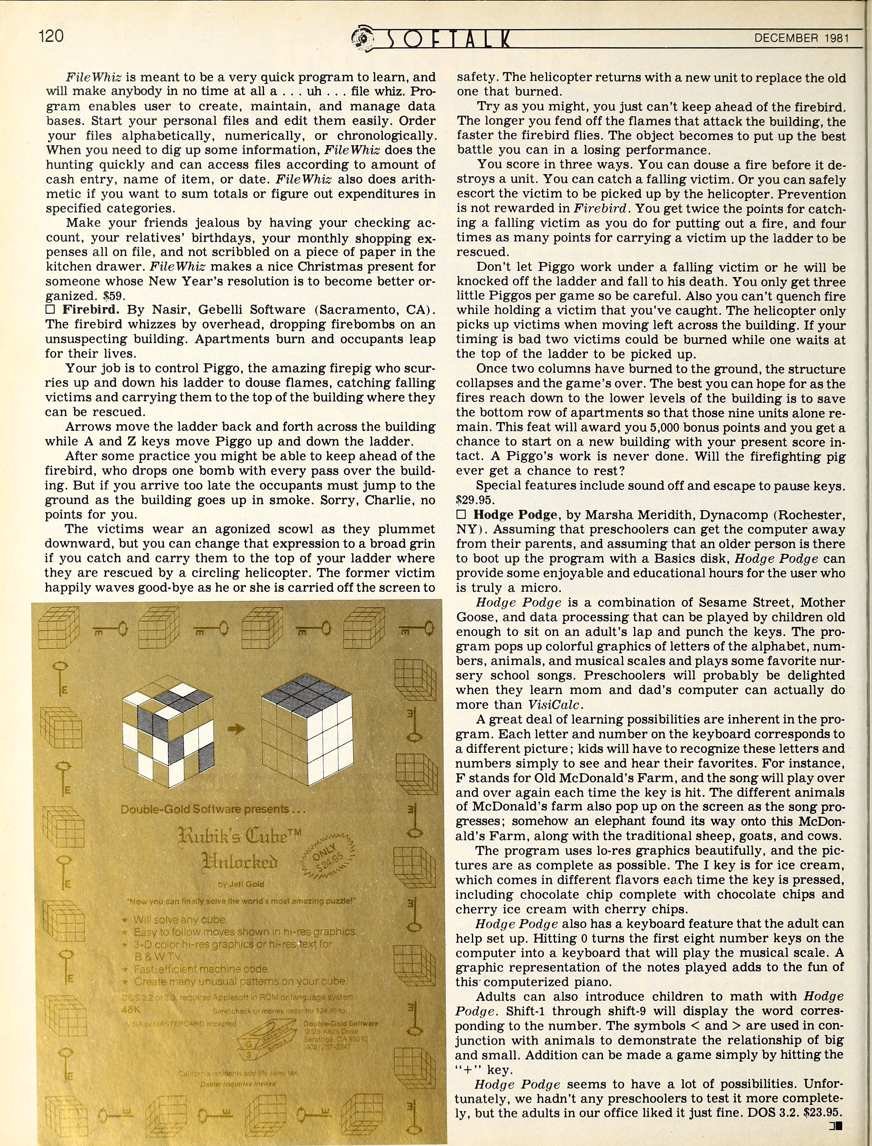 120
SOFTALK
DECEMBER 1981
FileWhiz is meant to be a very quick program to learn, and
will make anybody in no time at all a . . . uh . . . file whiz. Pro-
gram enables user to create, maintain, and manage data
bases. Start your personal files and edit them easily. Order
your files alphabetically, numerically, or chronologically.
When you need to dig up some information, FileWhiz does the
hunting quickly and can access files according to amount of
cash entry, name of item, or date. FileWhiz also does arith-
metic if you want to sum totals or figure out expenditures in
specified categories.
Make your friends jealous by having your checking ac-
count, your relatives' birthdays, your monthly shopping ex-
penses all on file, and not scribbled on a piece of paper in the
kitchen drawer. FileWhiz makes a nice Christmas present for
someone whose New Year's resolution is to become better or-
ganized. $59.
□ Firebird. By Nasir, Gebelli Software (Sacramento, CA).
The firebird whizzes by overhead, dropping firebombs on an
unsuspecting building. Apartments burn and occupants leap
for their lives.
Your job is to control Piggo, the amazing firepig who scur-
ries up and down his ladder to douse flames, catching falling
victims and carrying them to the top of the building where they
can be rescued.
Arrows move the ladder back and forth across the building
while A and Z keys move Piggo up and down the ladder.
After some practice you might be able to keep ahead of the
firebird, who drops one bomb with every pass over the build-
ing. But if you arrive too late the occupants must jump to the
ground as the building goes up in smoke. Sorry, Charlie, no
points for you.
The victims wear an agonized scowl as they plummet
downward, but you can change that expression to a broad grin
if you catch and carry them to the top of your ladder where
they are rescued by a circling helicopter. The former victim
happily waves good-bye as he or she is carried off the screen to
safety. The helicopter returns with a new unit to replace the old
one that burned.
Try as you might, you just can't keep ahead of the firebird.
The longer you fend off the flames that attack the building, the
faster the firebird flies. The object becomes to put up the best
battle you can in a losing performance.
You score in three ways. You can douse a fire before it de-
stroys a unit. You can catch a falling victim. Or you can safely
escort the victim to be picked up by the helicopter. Prevention
is not rewarded in Firebird. You get twice the points for catch-
ing a falling victim as you do for putting out a fire, and four
times as many points for carrying a victim up the ladder to be
rescued.
Don't let Piggo work under a falling victim or he will be
knocked off the ladder and fall to his death. You only get three
little Piggos per game so be careful. Also you can't quench fire
while holding a victim that you've caught. The helicopter only
picks up victims when moving left across the building. If your
timing is bad two victims could be burned while one waits at
the top of the ladder to be picked up.
Once two columns have burned to the ground, the structure
collapses and the game's over. The best you can hope for as the
fires reach down to the lower levels of the building is to save
the bottom row of apartments so that those nine units alone re-
main. This feat will award you 5,000 bonus points and you get a
chance to start on a new building with your present score in-
tact. A Piggo's work is never done. Will the firefighting pig
ever get a chance to rest?
Special features include sound off and escape to pause keys.
$29.95.
□ Hodge Podge, by Marsha Meridith, Dynacomp (Rochester,
NY). Assuming that preschoolers can get the computer away
from their parents, and assuming that an older person is there
to boot up the program with a Basics disk, Hodge Podge can
provide some enjoyable and educational hours for the user who
is truly a micro.
Hodge Podge is a combination of Sesame Street, Mother
Goose, and data processing that can be played by children old
enough to sit on an adult's lap and punch the keys. The pro-
gram pops up colorful graphics of letters of the alphabet, num-
bers, animals, and musical scales and plays some favorite nur-
sery school songs. Preschoolers will probably be delighted
when they learn mom and dad's computer can actually do
more than VisiCalc.
A great deal of learning possibilities are inherent in the pro-
gram. Each letter and number on the keyboard corresponds to
a different picture; kids will have to recognize these letters and
numbers simply to see and hear their favorites. For instance,
F stands for Old McDonald's Farm, and the song will play over
and over again each time the key is hit. The different animals
of McDonald's farm also pop up on the screen as the song pro-
gresses; somehow an elephant found its way onto this McDon-
ald's Farm, along with the traditional sheep, goats, and cows.
The program uses lo-res graphics beautifully, and the pic-
tures are as complete as possible. The I key is for ice cream,
which comes in different flavors each time the key is pressed,
including chocolate chip complete with chocolate chips and
cherry ice cream with cherry chips.
Hodge Podge also has a keyboard feature that the adult can
help set up. Hitting 0 turns the first eight number keys on the
computer into a keyboard that will play the musical scale. A
graphic representation of the notes played adds to the fun of
this computerized piano.
Adults can also introduce children to math with Hodge
Podge. Shift-1 through shift-9 will display the word corres-
ponding to the number. The symbols < and > are used in con-
junction with animals to demonstrate the relationship of big
and small. Addition can be made a game simply by hitting the
"+" key.
Hodge Podge seems to have a lot of possibilities. Unfor-
tunately, we hadn't any preschoolers to test it more complete-
ly, but the adults in our office liked it just fine. DOS 3.2. $23.95.
Double-Gold Software presents . . .
Rubik's Cube™
Unlocked
ONLY
$24.95
by Jeff Gold
"Now you can finally solve the world's most amazing puzzle!"
★ Will solve any cube.
★ Easy to follow moves shown in hi-res graphics.
★ 3-D color hi-res graphics or hi-res text for
B & W TV.
★ Fast, efficient machine code.
★ Create many unusual patterns on your cube.
DOS 3.2 or 3.3, requires Applesoft in ROM or language system
48K
Send check or money order for $24.95 to
VISA or MASTERCARD accepted
Double-Gold Software
Drive
Saratoga, CA 95070
California residents add 6% sales tax.
Dealer Inquiries Invited